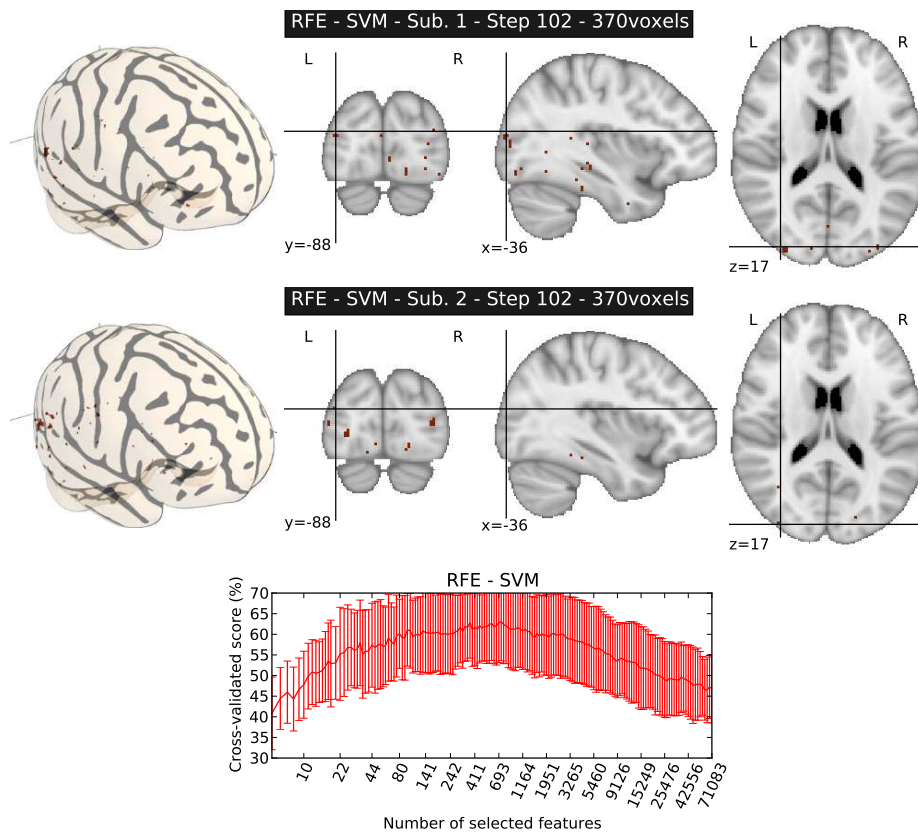 RFE - SVM - Sub. 1 - Step 102 - 370voxels
L R
L R
y=-88
x=-36
z=17
RFE - SVM - Sub. 2 - Step 102 - 370voxels
L R
L R
y=-88
x=-36
z=17
RFE - SVM
Cross-validated score (%)
70
65
60
55
50
45
40
35
30
10 22 44 80 141 242 411 693 1164 1951 3265 5460 9126 15249 25476 42556 71083
Number of selected features